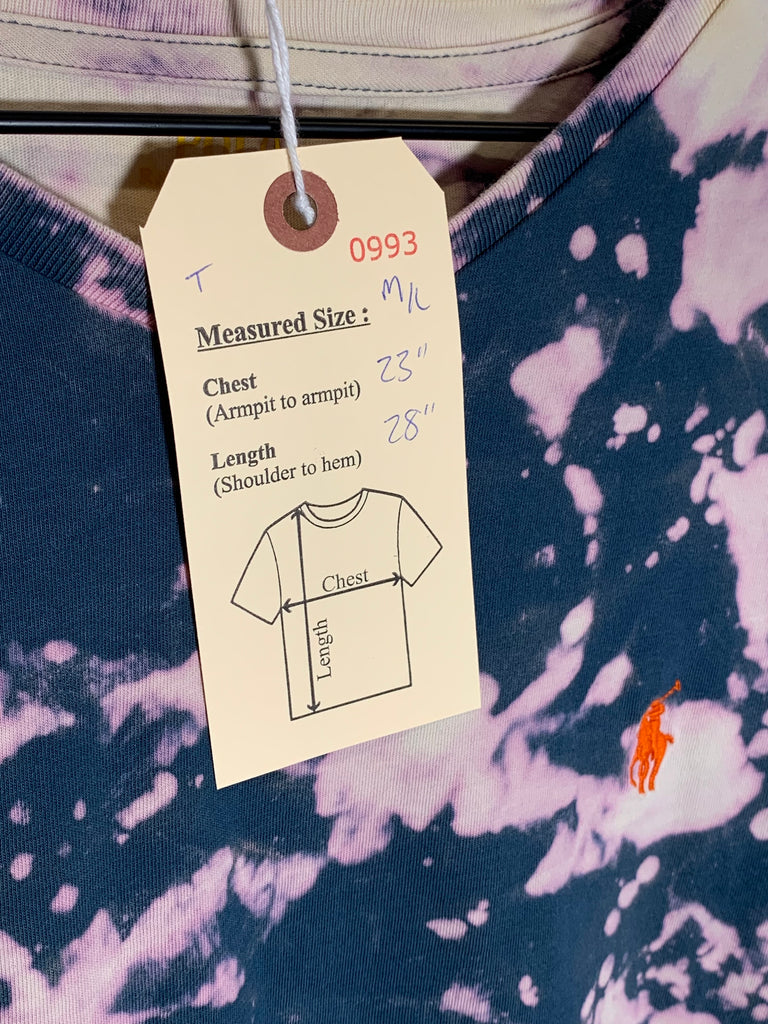 0993
T
M/L
Measured Size :
Chest 23"
(Armpit to armpit)
Length 28"
(Shoulder to hem)
Chest
Length